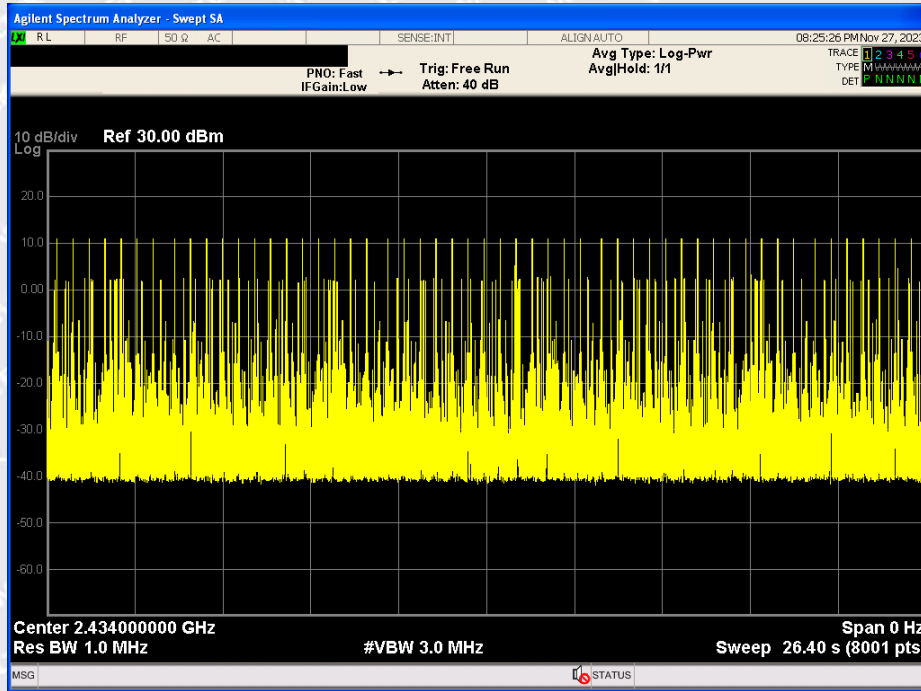 Agilent Spectrum Analyzer - Swept SA
LXI RL RF 50 Ω AC SENSE:INT ALIGN AUTO 08:25:26 PM Nov 27, 2023
PNO: Fast Trig: Free Run Avg Type: Log-Pwr TRACE 1 2 3 4 5
IFGain:Low Atten: 40 dB Avg|Hold: 1/1 TYPE M
DET P N N N N
10 dB/div Ref 30.00 dBm
Log
20.0
10.0
0.00
-10.0
-20.0
-30.0
-40.0
-50.0
-60.0
Center 2.434000000 GHz Span 0 Hz
Res BW 1.0 MHz #VBW 3.0 MHz Sweep 26.40 s (8001 pts
MSG STATUS